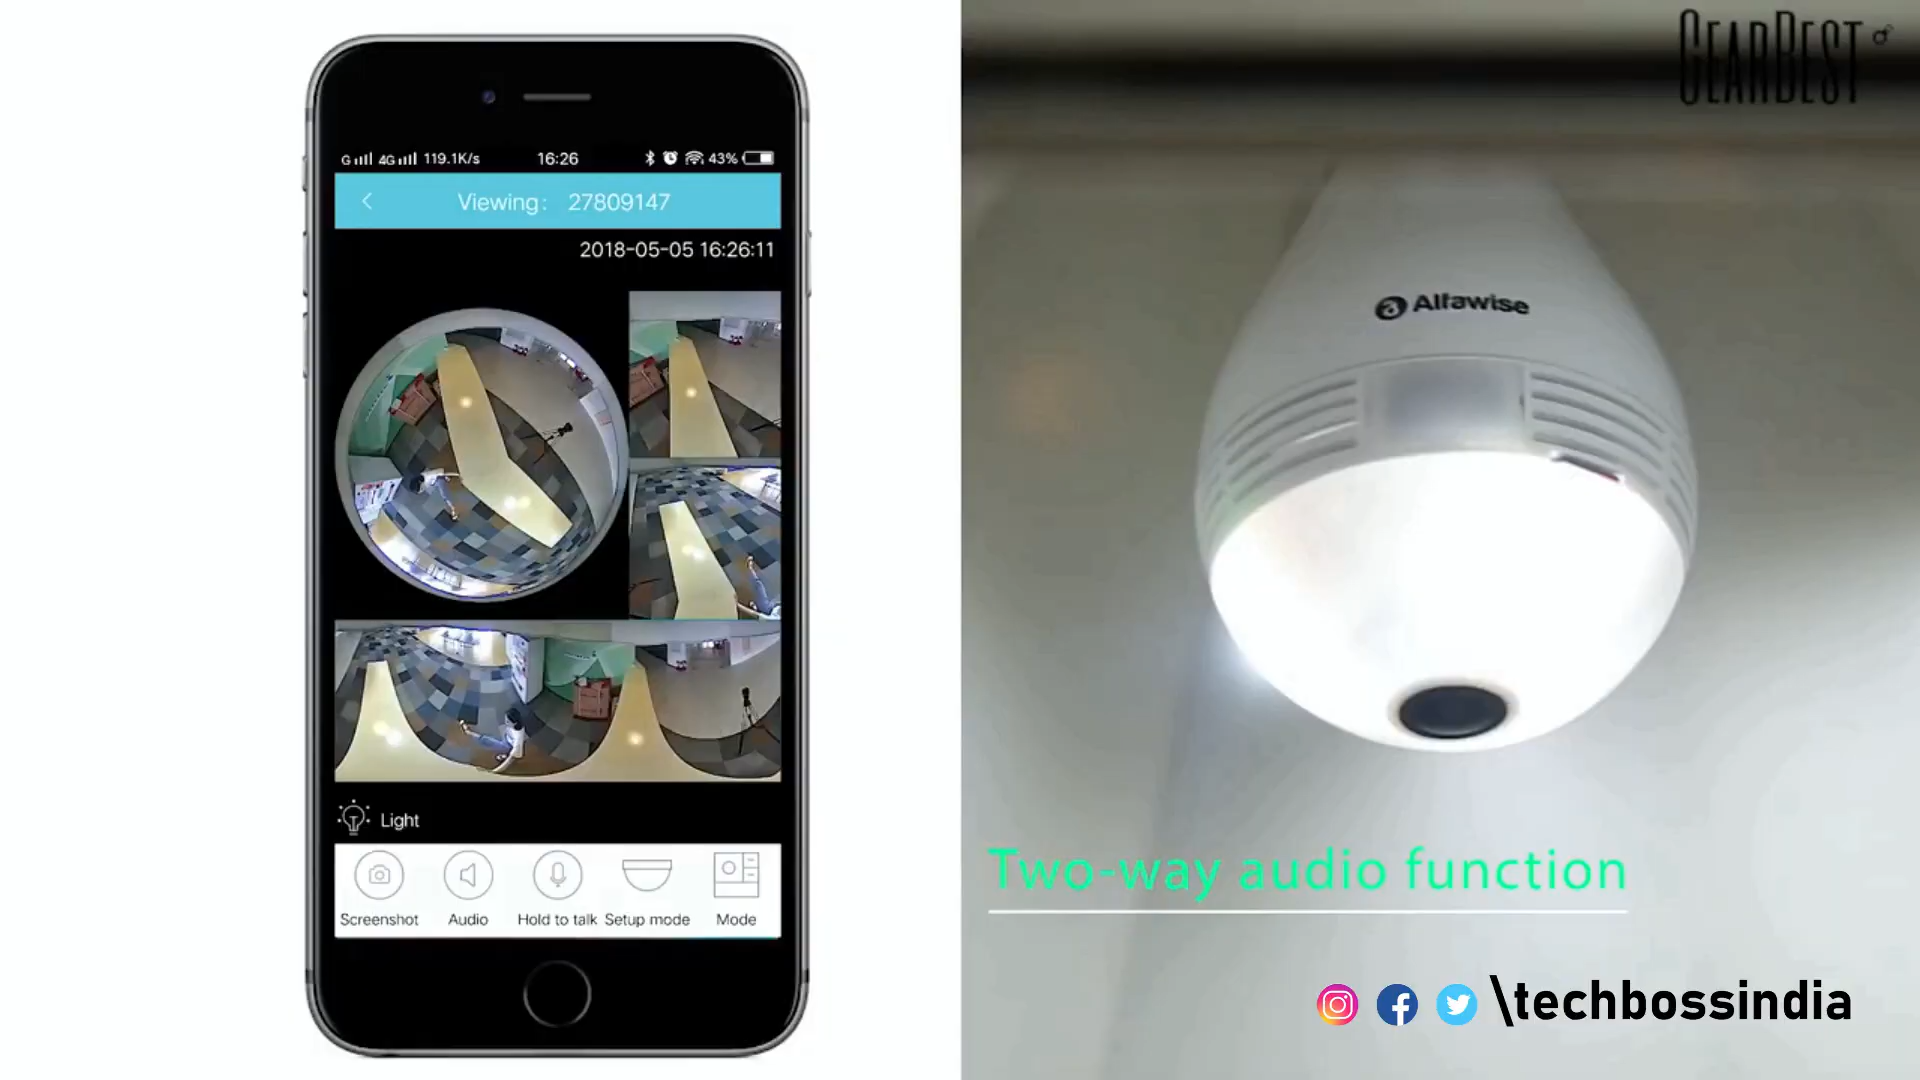 G 4G 119.1K/s 16:26 43%
Viewing: 27809147
2018-05-05 16:26:11
Light
Screenshot Audio Hold to talk Setup mode Mode
GEARBEST
Alfawise
Two-way audio function
\techbossindia